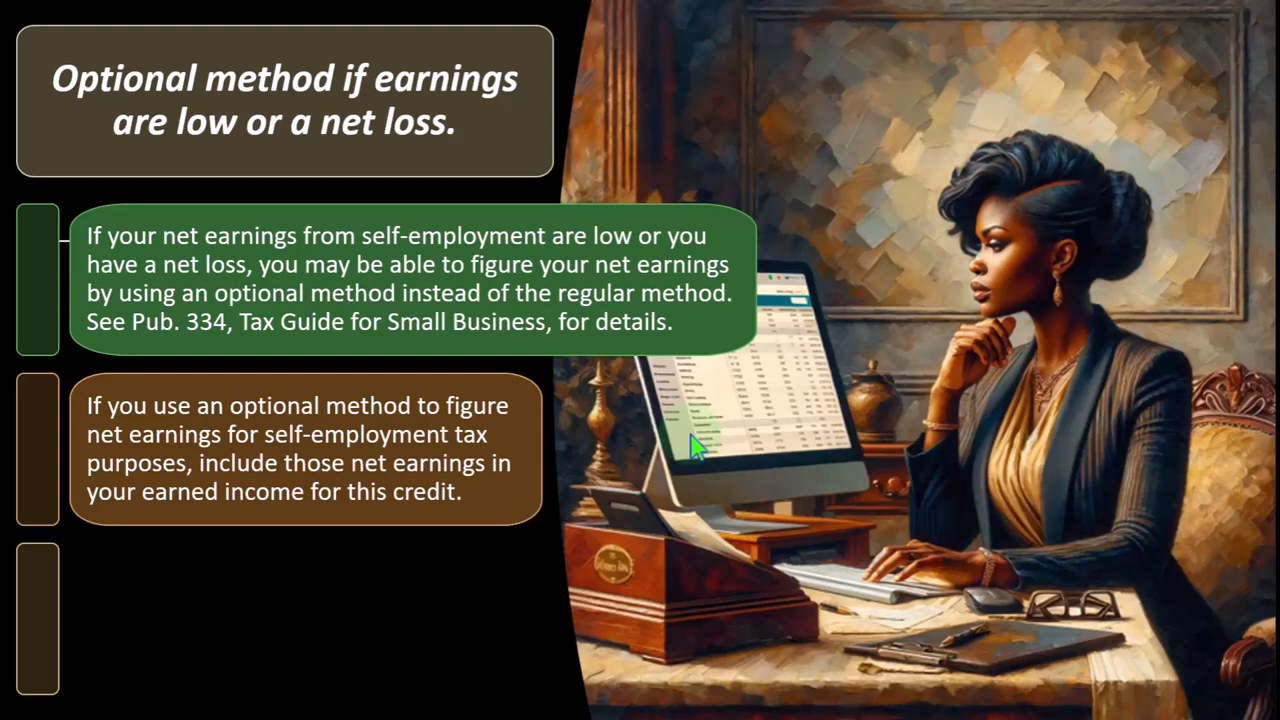 Optional method if earnings
are low or a net loss.
If your net earnings from self-employment are low or you
have a net loss, you may be able to figure your net earnings
by using an optional method instead of the regular method.
See Pub. 334, Tax Guide for Small Business, for details.
If you use an optional method to figure
net earnings for self-employment tax
purposes, include those net earnings in
your earned income for this credit.